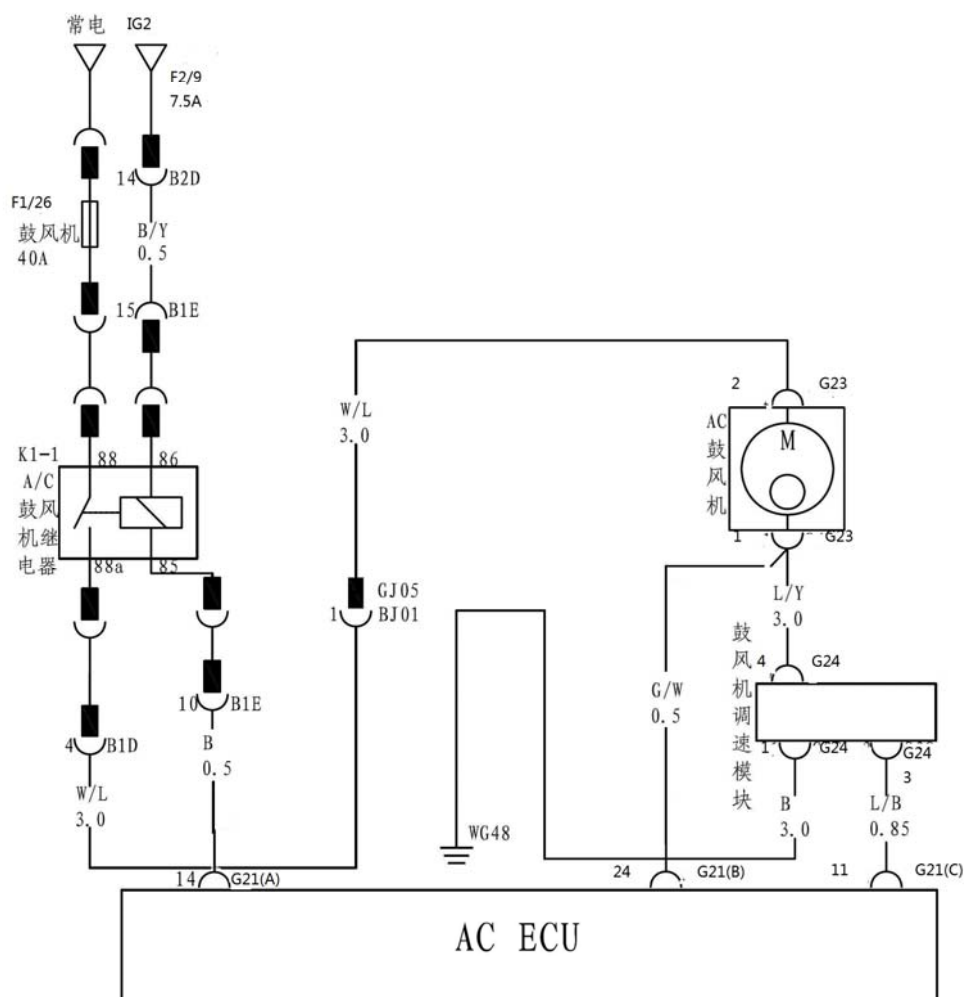 常电 IG2
F2/9
7.5A
14 B2D
F1/26
鼓风机
40A
B/Y
0.5
15 B1E
W/L
3.0
2 G23
AC
鼓
风
机
M
1 G23
K1-1
A/C
鼓风
机继
电器
88 86
88a 85
GJ05
1 BJ01
L/Y
3.0
鼓
风
机
调
速
模
块
4 G24
10 B1E
G/W
0.5
B
0.5
4 B1D
1 G24 G24
3
W/L
3.0
B
3.0
L/B
0.85
WG48
14 G21(A)
24 G21(B)
11 G21(C)
AC ECU